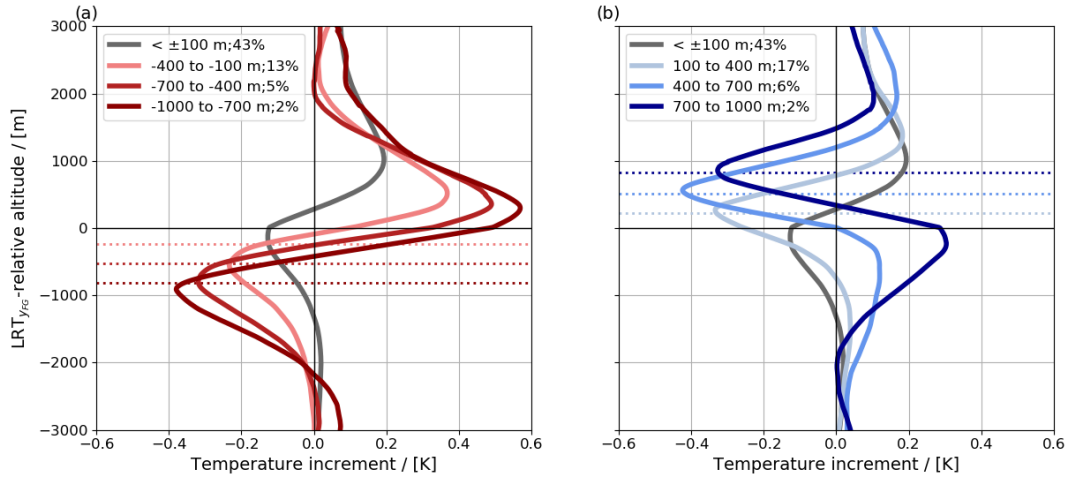 (a)
(b)
3000
2000
1000
0
−1000
−2000
−3000
LRT_{y_{FG}}-relative altitude / [m]
< ±100 m;43%
-400 to -100 m;13%
-700 to -400 m;5%
-1000 to -700 m;2%
< ±100 m;43%
100 to 400 m;17%
400 to 700 m;6%
700 to 1000 m;2%
−0.6 −0.4 −0.2 0.0 0.2 0.4 0.6
−0.6 −0.4 −0.2 0.0 0.2 0.4 0.6
Temperature increment / [K]
Temperature increment / [K]